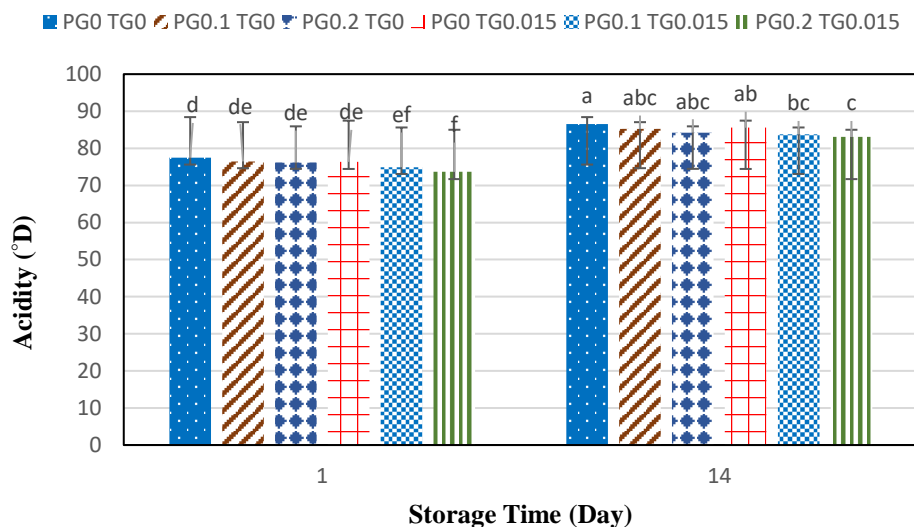 PG0 TG0 PG0.1 TG0 PG0.2 TG0 PG0 TG0.015 PG0.1 TG0.015 PG0.2 TG0.015
100
90
80
70
60
50
40
30
20
10
0
Acidity (°D)
d de de de ef f
a abc abc ab bc c
1 14
Storage Time (Day)